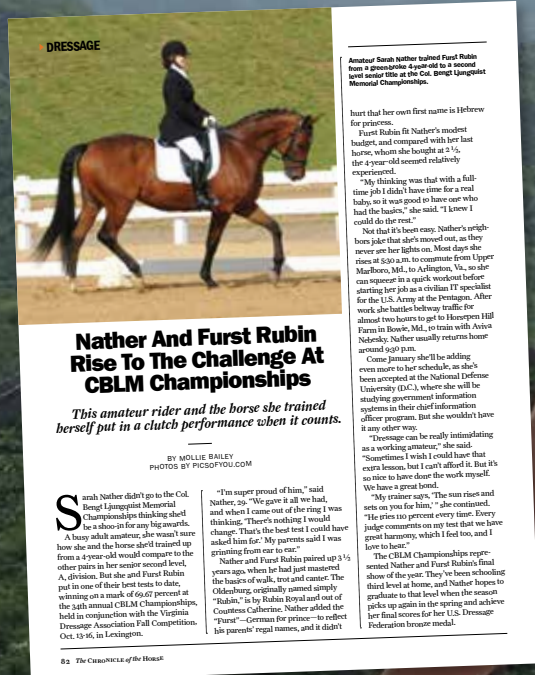 DRESSAGE
Amateur Sarah Nather trained Furst Rubin
from a green-broke 4-year-old to a second
level senior title at the Col. Bengt Ljungquist
Memorial Championships.
Nather And Furst Rubin
Rise To The Challenge At
CBLM Championships
This amateur rider and the horse she trained
herself put in a clutch performance when it counts.
BY MOLLIE BAILEY
PHOTOS BY PICSOFYOU.COM
Sarah Nather didn't go to the Col.
Bengt Ljungquist Memorial
Championships thinking she'd
be a shoo-in for any big awards.
A busy adult amateur, she wasn't sure
how she and the horse she'd trained up
from a 4-year-old would compare to the
other pairs in her senior second level,
A, division. But she and Furst Rubin
put in one of their best tests to date,
winning on a mark of 69.67 percent at
the 34th annual CBLM Championships,
held in conjunction with the Virginia
Dressage Association Fall Competition,
Oct. 13-16, in Lexington.
"I'm super proud of him," said
Nather, 29. "We gave it all we had,
and when I came out of the ring I was
thinking, 'There's nothing I would
change. That's the best test I could have
asked him for.' My parents said I was
grinning from ear to ear."
Nather and Furst Rubin paired up 3 ½
years ago, when he had just mastered
the basics of walk, trot and canter. The
Oldenburg, originally named simply
"Rubin," is by Rubin Royal and out of
Countess Catherine. Nather added the
"Furst"—German for prince—to reflect
his parents' regal names, and it didn't
hurt that her own first name is Hebrew
for princess.
Furst Rubin fit Nather's modest
budget, and compared with her last
horse, whom she bought at 2 ½,
the 4-year-old seemed relatively
experienced.
"My thinking was that with a full-
time job I didn't have time for a real
baby, so it was good to have one who
had the basics," she said. "I knew I
could do the rest."
Not that it's been easy. Nather's neigh-
bors joke that she's moved out, as they
never see her lights on. Most days she
rises at 5:30 a.m. to commute from Upper
Marlboro, Md., to Arlington, Va., so she
can squeeze in a quick workout before
starting her job as a civilian IT specialist
for the U.S. Army at the Pentagon. After
work she battles beltway traffic for
almost two hours to get to Horsepen Hill
Farm in Bowie, Md., to train with Aviva
Nebesky. Nather usually returns home
around 9:30 p.m.
Come January she'll be adding
even more to her schedule, as she's
been accepted at the National Defense
University (D.C.), where she will be
studying government information
systems in their chief information
officer program. But she wouldn't have
it any other way.
"Dressage can be really intimidating
as a working amateur," she said.
"Sometimes I wish I could have that
extra lesson, but I can't afford it. But it's
so nice to have done the work myself.
We have a great bond.
"My trainer says, 'The sun rises and
sets on you for him,' " she continued.
"He tries 110 percent every time. Every
judge comments on my test that we have
great harmony, which I feel too, and I
love to hear."
The CBLM Championships repre-
sented Nather and Furst Rubin's final
show of the year. They've been schooling
third level at home, and Nather hopes to
graduate to that level when the season
picks up again in the spring and achieve
her final scores for her U.S. Dressage
Federation bronze medal.
82 The CHRONICLE of the HORSE